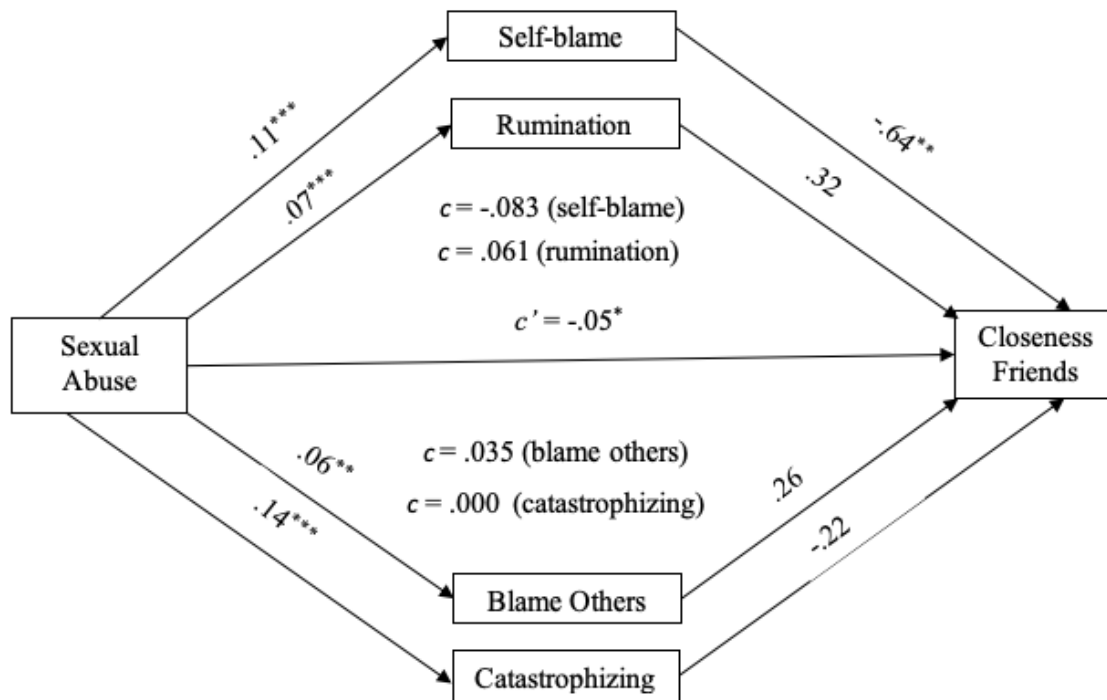 Self-blame
.11***
Rumination
-.64**
.07***
.32
c = -.083 (self-blame)
c = .061 (rumination)
c’ = -.05*
Sexual
Abuse
Closeness
Friends
.06**
c = .035 (blame others)
.26
.14***
c = .000 (catastrophizing)
-.22
Blame Others
Catastrophizing